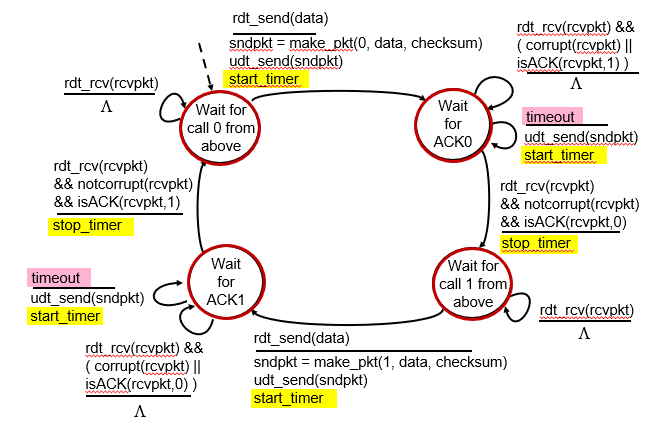 rdt_send(data)
sndpkt = make_pkt(0, data, checksum)
udt_send(sndpkt)
start_timer
rdt_rcv(rcvpkt) &&
( corrupt(rcvpkt) ||
isACK(rcvpkt,1) )
Λ
rdt_rcv(rcvpkt)
Λ
Wait for
call 0 from
above
Wait
for
ACK0
timeout
udt_send(sndpkt)
start_timer
rdt_rcv(rcvpkt)
&& notcorrupt(rcvpkt)
&& isACK(rcvpkt,1)
stop_timer
rdt_rcv(rcvpkt)
&& notcorrupt(rcvpkt)
&& isACK(rcvpkt,0)
stop_timer
timeout
udt_send(sndpkt)
start_timer
Wait
for
ACK1
Wait for
call 1 from
above
rdt_rcv(rcvpkt)
Λ
rdt_rcv(rcvpkt) &&
( corrupt(rcvpkt) ||
isACK(rcvpkt,0) )
Λ
rdt_send(data)
sndpkt = make_pkt(1, data, checksum)
udt_send(sndpkt)
start_timer